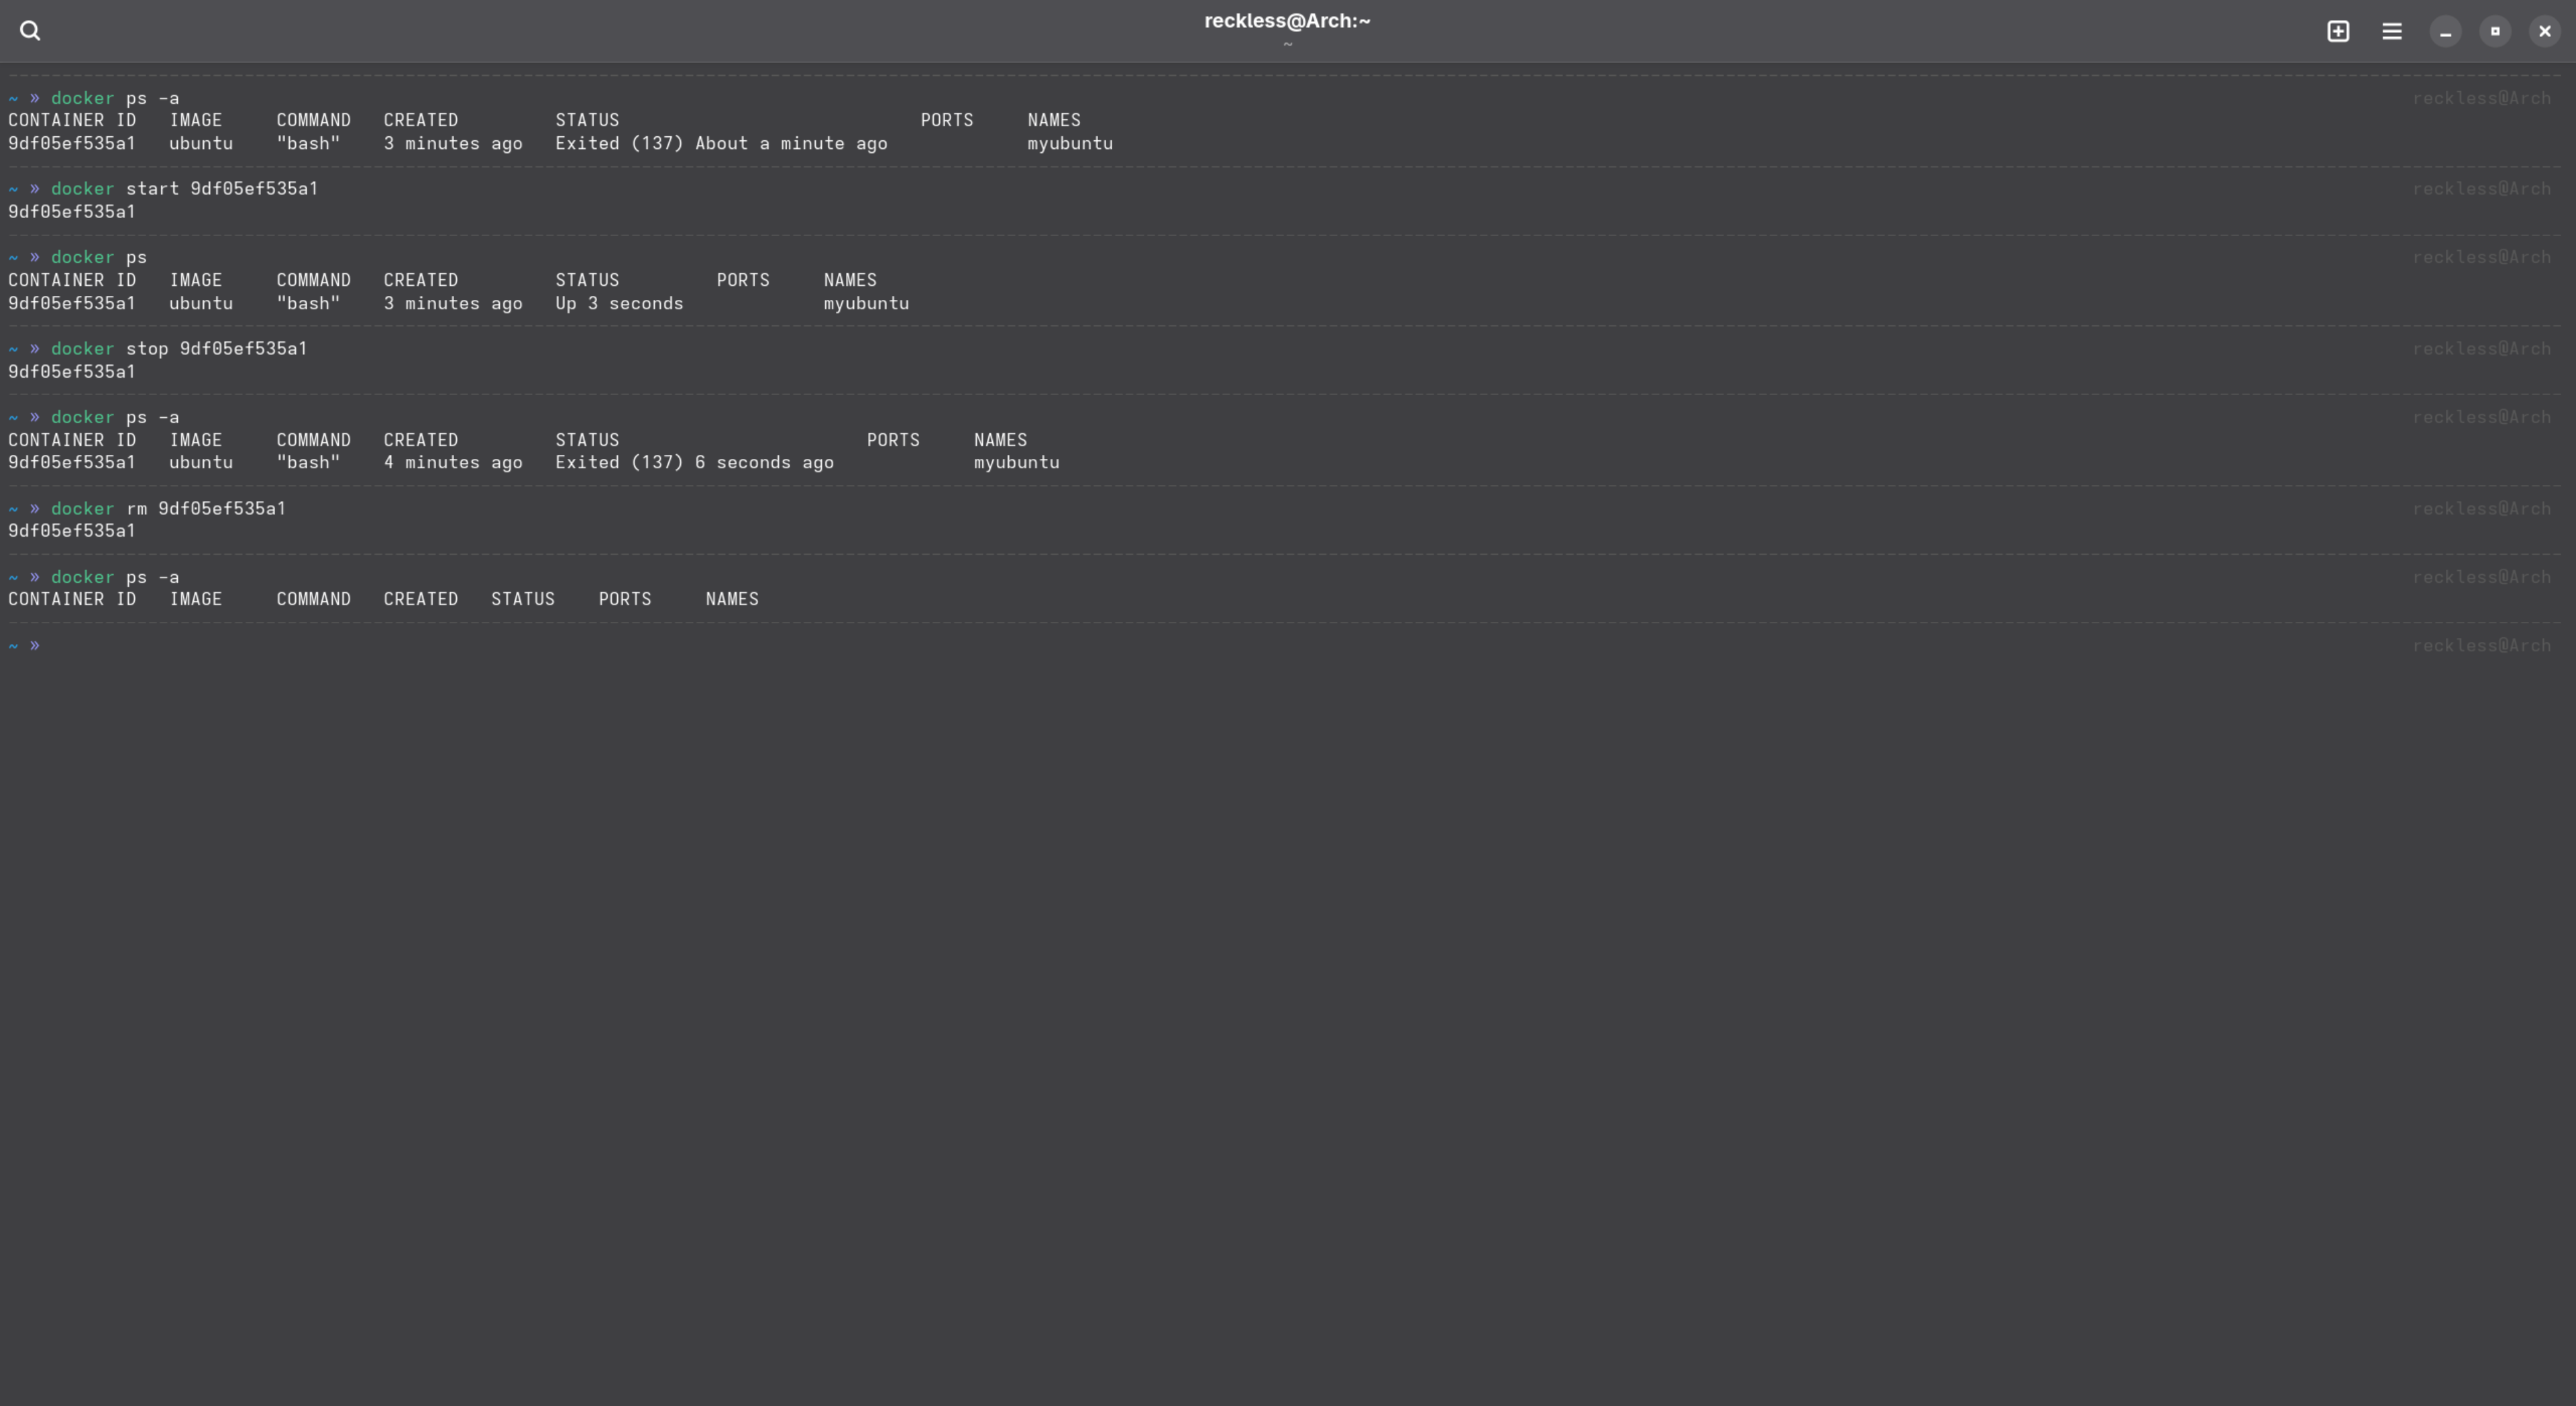 reckless@Arch:~
~
~ » docker ps -a reckless@Arch
CONTAINER ID   IMAGE     COMMAND   CREATED         STATUS                            PORTS     NAMES
9df05ef535a1   ubuntu    "bash"    3 minutes ago   Exited (137) About a minute ago             myubuntu
~ » docker start 9df05ef535a1 reckless@Arch
9df05ef535a1
~ » docker ps reckless@Arch
CONTAINER ID   IMAGE     COMMAND   CREATED         STATUS         PORTS     NAMES
9df05ef535a1   ubuntu    "bash"    3 minutes ago   Up 3 seconds             myubuntu
~ » docker stop 9df05ef535a1 reckless@Arch
9df05ef535a1
~ » docker ps -a reckless@Arch
CONTAINER ID   IMAGE     COMMAND   CREATED         STATUS                       PORTS     NAMES
9df05ef535a1   ubuntu    "bash"    4 minutes ago   Exited (137) 6 seconds ago             myubuntu
~ » docker rm 9df05ef535a1 reckless@Arch
9df05ef535a1
~ » docker ps -a reckless@Arch
CONTAINER ID   IMAGE     COMMAND   CREATED   STATUS    PORTS     NAMES
~ » reckless@Arch